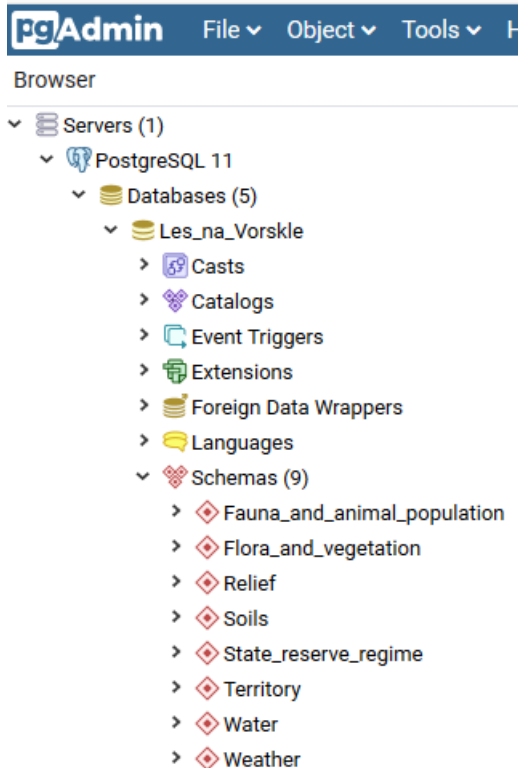 pgAdmin File Object Tools H
Browser
Servers (1)
PostgreSQL 11
Databases (5)
Les_na_Vorskle
Casts
Catalogs
Event Triggers
Extensions
Foreign Data Wrappers
Languages
Schemas (9)
Fauna_and_animal_population
Flora_and_vegetation
Relief
Soils
State_reserve_regime
Territory
Water
Weather